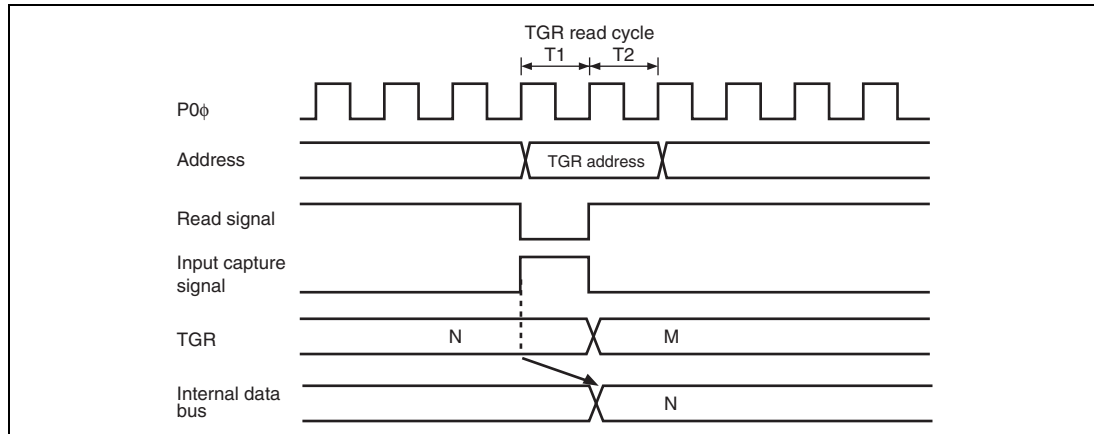 TGR read cycle
T1 T2
P0ϕ
Address
TGR address
Read signal
Input capture
signal
TGR
N M
Internal data
bus
N